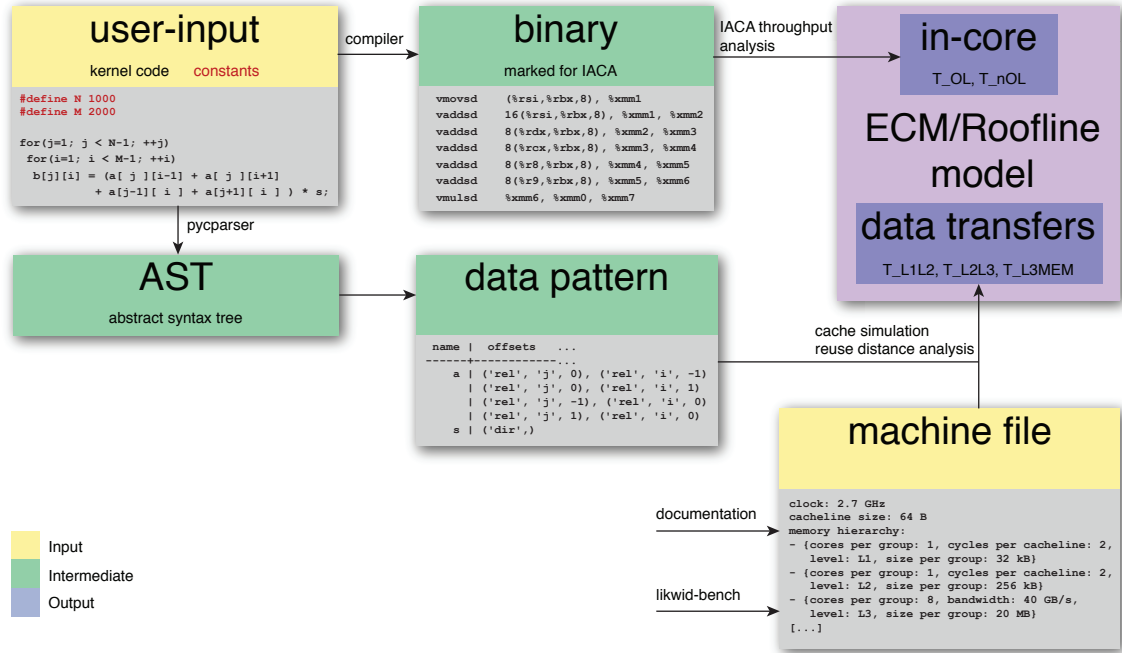 user-input
kernel code constants
#define N 1000
#define M 2000
for(j=1; j < N-1; ++j)
for(i=1; i < M-1; ++i)
b[j][i] = (a[ j ][i-1] + a[ j ][i+1]
+ a[j-1][ i ] + a[j+1][ i ] ) * s;
compiler
binary
marked for IACA
vmovsd (%rsi,%rbx,8), %xmm1
vaddsd 16(%rsi,%rbx,8), %xmm1, %xmm2
vaddsd 8(%rdx,%rbx,8), %xmm2, %xmm3
vaddsd 8(%rcx,%rbx,8), %xmm3, %xmm4
vaddsd 8(%r8,%rbx,8), %xmm4, %xmm5
vaddsd 8(%r9,%rbx,8), %xmm5, %xmm6
vmulsd %xmm6, %xmm0, %xmm7
IACA throughput
analysis
in-core
T_OL, T_nOL
ECM/Roofline
model
data transfers
T_L1L2, T_L2L3, T_L3MEM
pycparser
AST
abstract syntax tree
data pattern
name | offsets ...
------+------------...
a | ('rel', 'j', 0), ('rel', 'i', -1)
| ('rel', 'j', 0), ('rel', 'i', 1)
| ('rel', 'j', -1), ('rel', 'i', 0)
| ('rel', 'j', 1), ('rel', 'i', 0)
s | ('dir',)
cache simulation
reuse distance analysis
machine file
clock: 2.7 GHz
cacheline size: 64 B
memory hierarchy:
- {cores per group: 1, cycles per cacheline: 2,
level: L1, size per group: 32 kB}
- {cores per group: 1, cycles per cacheline: 2,
level: L2, size per group: 256 kB}
- {cores per group: 8, bandwidth: 40 GB/s,
level: L3, size per group: 20 MB}
[...]
documentation
likwid-bench
Input
Intermediate
Output